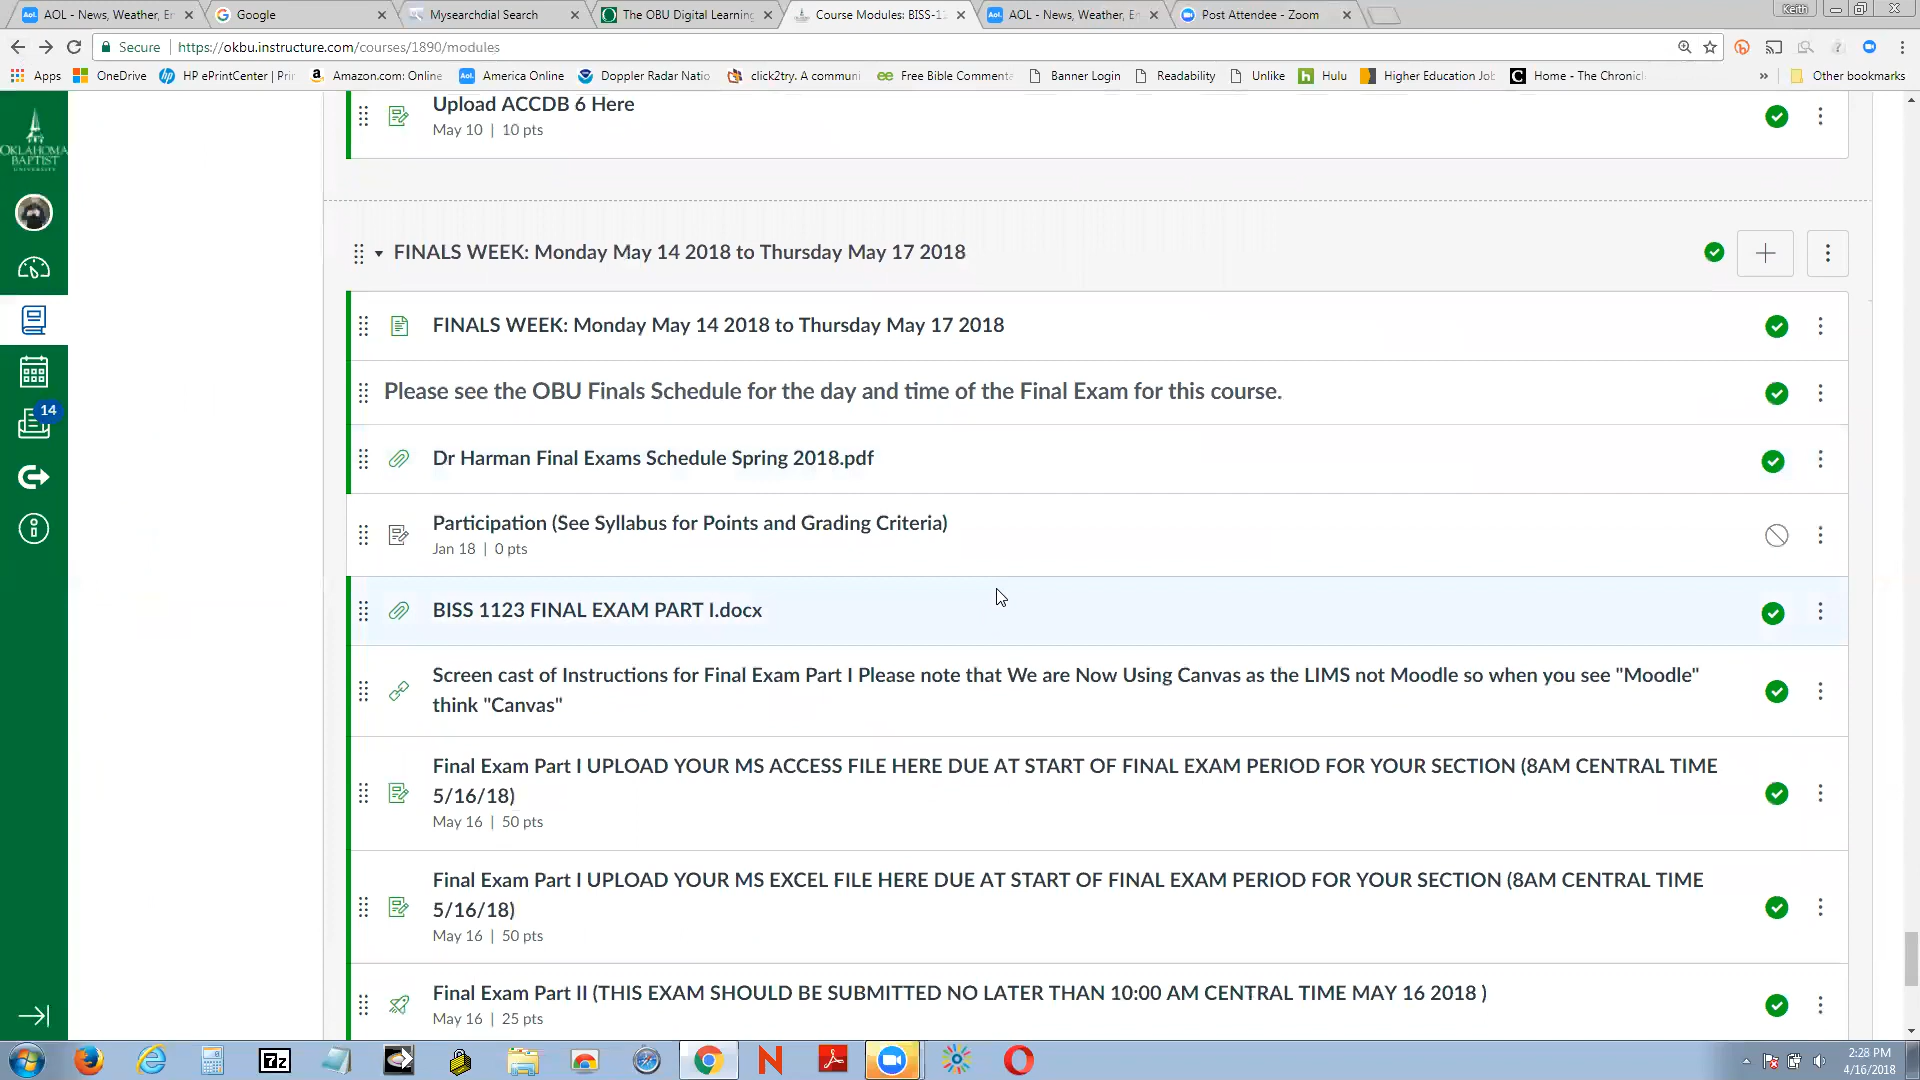 AOL - News, Weather, En
Google
Mysearchdial Search
The OBU Digital Learning
Course Modules: BISS-1
AOL - News, Weather, En
Post Attendee - Zoom
Keith
Secure
https://okbu.instructure.com/courses/1890/modules
Apps
OneDrive
HP ePrintCenter | Pri
Amazon.com: Online
America Online
Doppler Radar Natio
click2try. A communi
Free Bible Comment
Banner Login
Readability
Unlike
Hulu
Higher Education Jo
Home - The Chronicl
Other bookmarks
OKLAHOMA
BAPTIST
UNIVERSITY
14
Upload ACCDB 6 Here
May 10 | 10 pts
FINALS WEEK: Monday May 14 2018 to Thursday May 17 2018
FINALS WEEK: Monday May 14 2018 to Thursday May 17 2018
Please see the OBU Finals Schedule for the day and time of the Final Exam for this course.
Dr Harman Final Exams Schedule Spring 2018.pdf
Participation (See Syllabus for Points and Grading Criteria)
Jan 18 | 0 pts
BISS 1123 FINAL EXAM PART I.docx
Screen cast of Instructions for Final Exam Part I Please note that We are Now Using Canvas as the LIMS not Moodle so when you see "Moodle"
think "Canvas"
Final Exam Part I UPLOAD YOUR MS ACCESS FILE HERE DUE AT START OF FINAL EXAM PERIOD FOR YOUR SECTION (8AM CENTRAL TIME
5/16/18)
May 16 | 50 pts
Final Exam Part I UPLOAD YOUR MS EXCEL FILE HERE DUE AT START OF FINAL EXAM PERIOD FOR YOUR SECTION (8AM CENTRAL TIME
5/16/18)
May 16 | 50 pts
Final Exam Part II (THIS EXAM SHOULD BE SUBMITTED NO LATER THAN 10:00 AM CENTRAL TIME MAY 16 2018 )
May 16 | 25 pts
7z
2:28 PM
4/16/2018